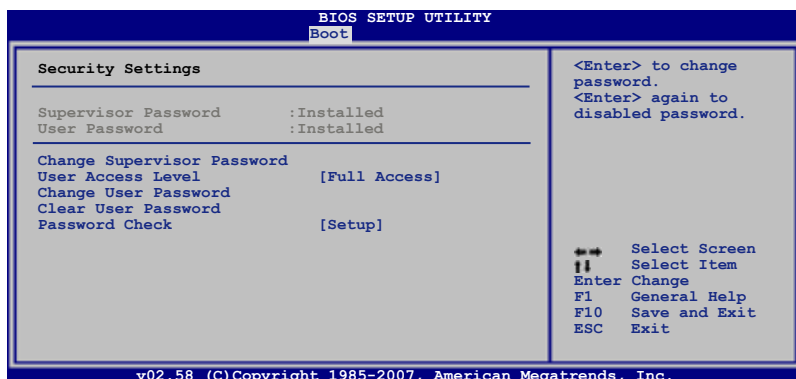 BIOS SETUP UTILITY
Boot
Security Settings
Supervisor Password :Installed
User Password :Installed
Change Supervisor Password
User Access Level [Full Access]
Change User Password
Clear User Password
Password Check [Setup]
<Enter> to change
password.
<Enter> again to
disabled password.
←→ Select Screen
↑↓ Select Item
Enter Change
F1 General Help
F10 Save and Exit
ESC Exit
v02.58 (C)Copyright 1985-2007, American Megatrends, Inc.